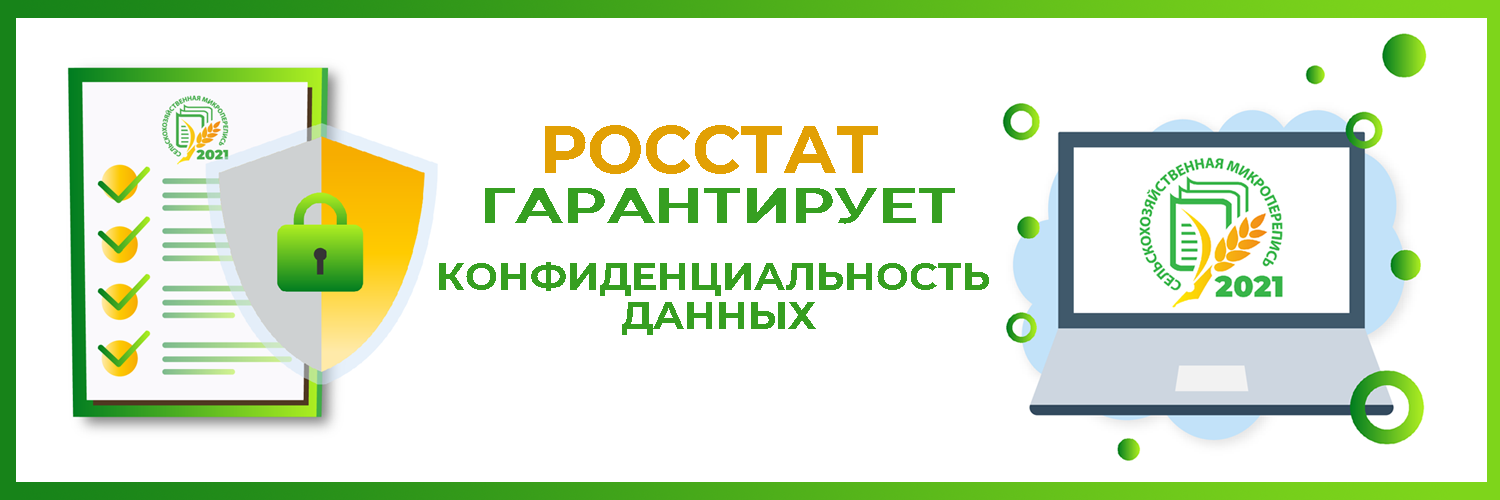 СЕЛЬСКОХОЗЯЙСТВЕННАЯ МИКРОПЕРЕПИСЬ
2021
РОССТАТ
ГАРАНТИРУЕТ
КОНФИДЕНЦИАЛЬНОСТЬ
ДАННЫХ
СЕЛЬСКОХОЗЯЙСТВЕННАЯ МИКРОПЕРЕПИСЬ
2021